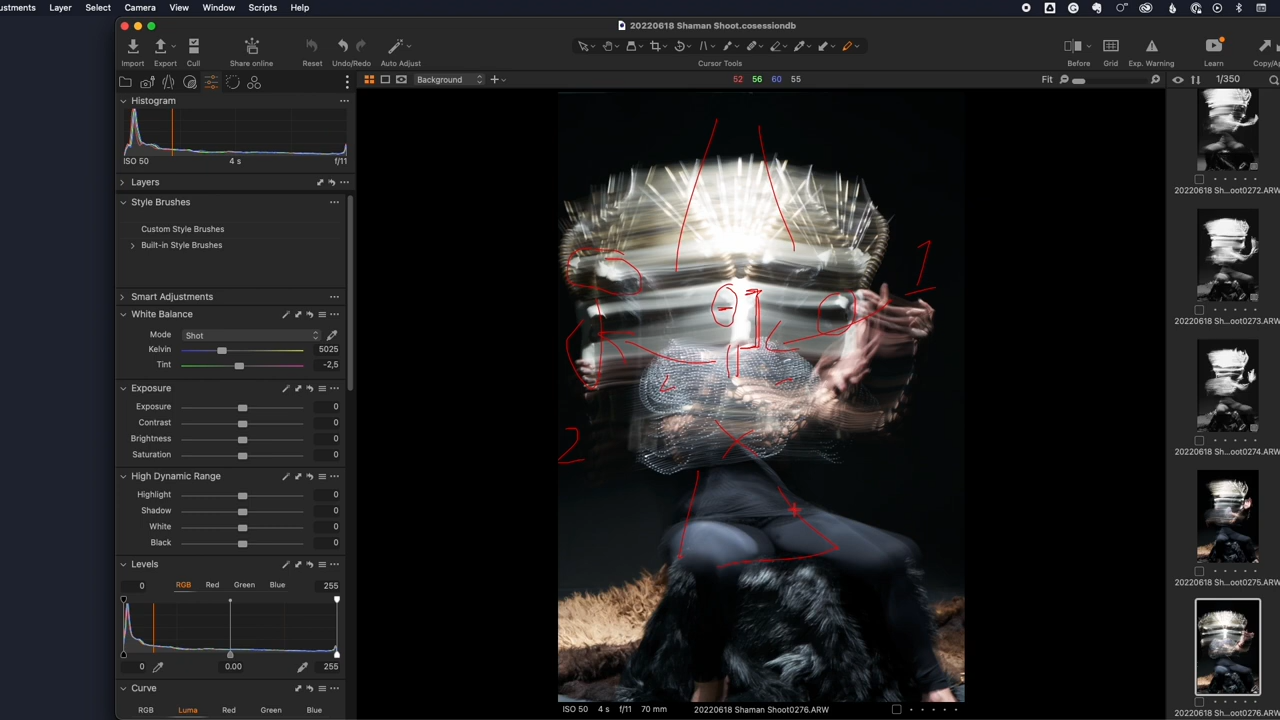 ustments Layer Select Camera View Window Scripts Help
20220618 Shaman Shoot.cosessiondb
Import Export Cull Share online Reset Undo/Redo Auto Adjust Cursor Tools Before Grid Exp. Warning Learn Copy/Ap
Background 52 56 60 55 Fit 1/350
Histogram
ISO 50 4 s f/11
Layers
Style Brushes
Custom Style Brushes
Built-in Style Brushes
Smart Adjustments
White Balance
Mode Shot
Kelvin 5025
Tint -2,5
Exposure
Exposure 0
Contrast 0
Brightness 0
Saturation 0
High Dynamic Range
Highlight 0
Shadow 0
White 0
Black 0
Levels
0 RGB Red Green Blue 255
0 0.00 255
Curve
RGB Luma Red Green Blue
1
2
ISO 50 4 s f/11 70 mm 20220618 Shaman Shoot0276.ARW
20220618 Sh...oot0272.ARW
20220618 Sh...oot0273.ARW
20220618 Sh...oot0274.ARW
20220618 Sh...oot0275.ARW
20220618 Sh...oot0276.ARW